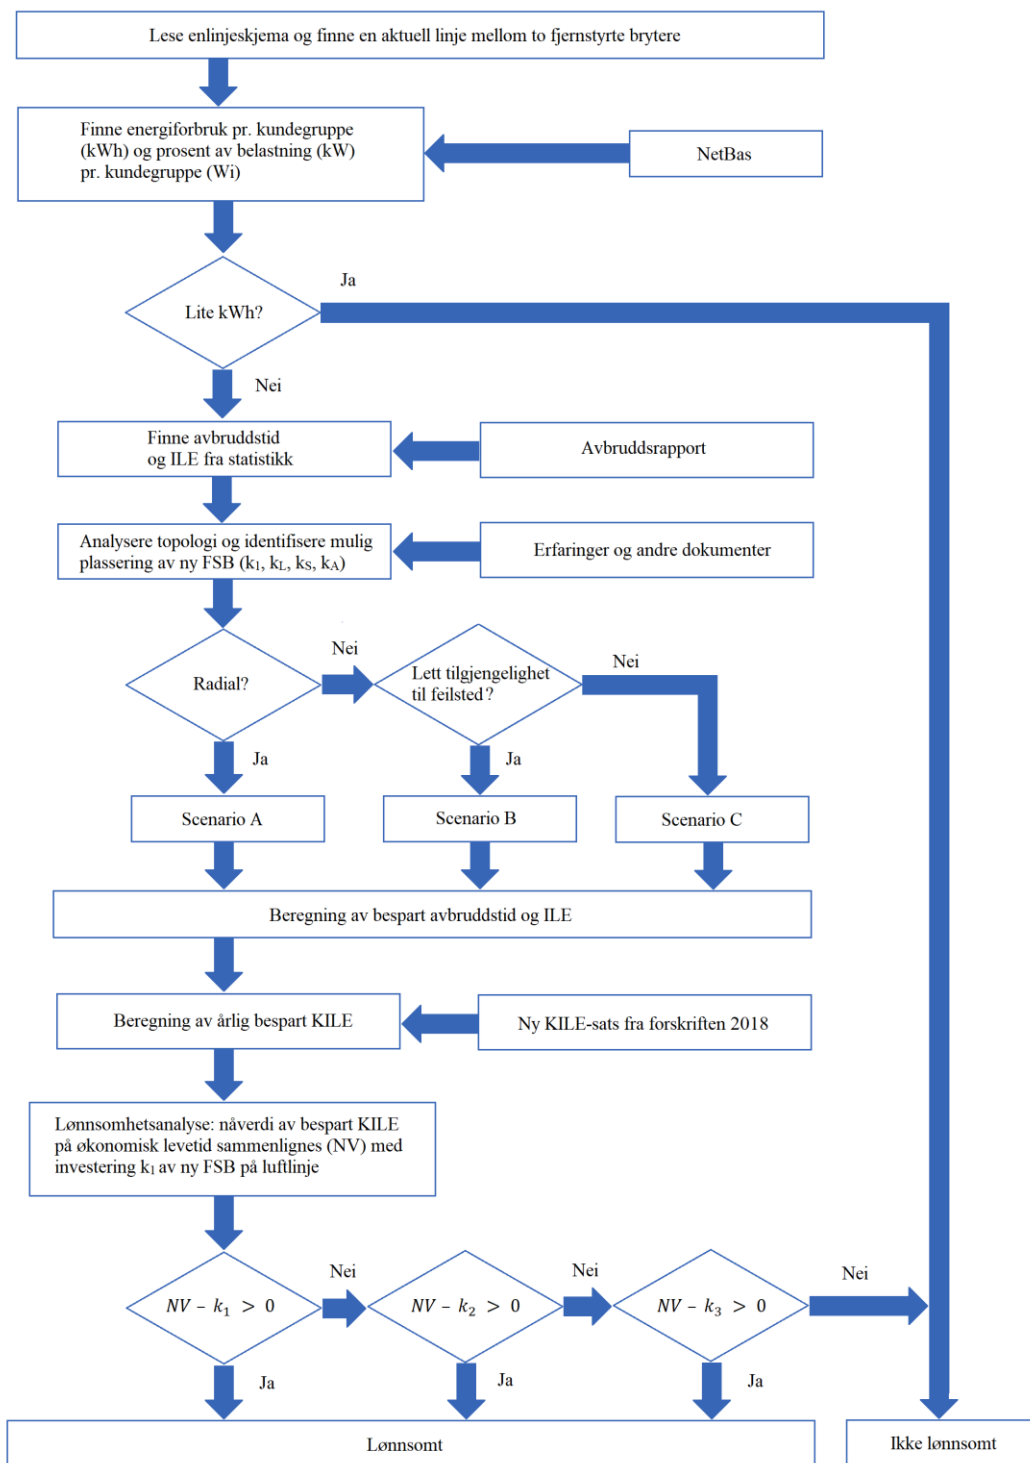 Lese enlinjeskjema og finne en aktuell linje mellom to fjernstyrte brytere
Finne energiforbruk pr. kundegruppe
(kWh) og prosent av belastning (kW)
pr. kundegruppe (Wi)
NetBas
Ja
Lite kWh?
Nei
Finne avbruddstid
og ILE fra statistikk
Avbruddsrapport
Analysere topologi og identifisere mulig
plassering av ny FSB (k₁, k_L, k_S, k_A)
Erfaringer og andre dokumenter
Nei
Nei
Radial?
Lett tilgjengelighet
til feilsted?
Ja
Ja
Scenario A
Scenario B
Scenario C
Beregning av bespart avbruddstid og ILE
Beregning av årlig bespart KILE
Ny KILE-sats fra forskriften 2018
Lønnsomhetsanalyse: nåverdi av bespart KILE
på økonomisk levetid sammenlignes (NV) med
investering k₁ av ny FSB på luftlinje
Nei
Nei
Nei
NV – k₁ > 0
NV – k₂ > 0
NV – k₃ > 0
Ja
Ja
Ja
Lønnsomt
Ikke lønnsomt